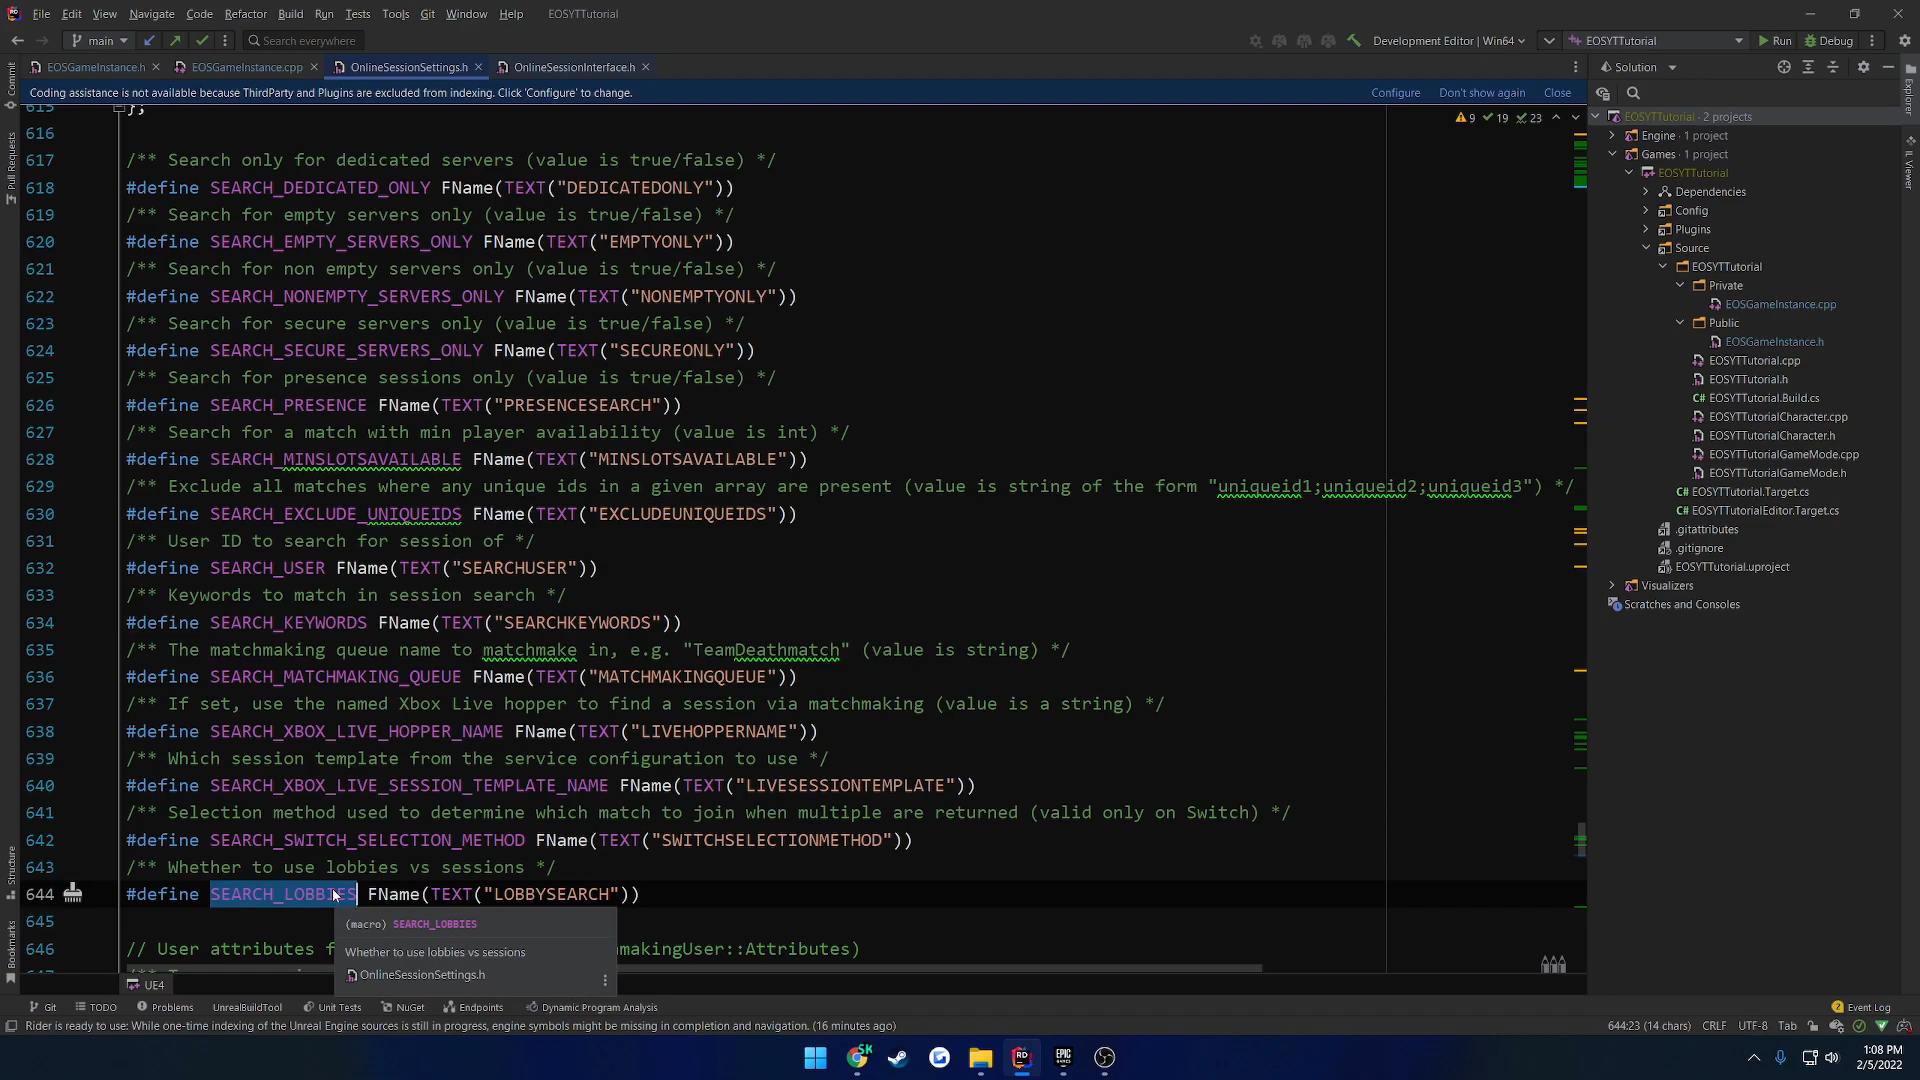 File Edit View Navigate Code Refactor Build Run Tests Tools Git Window Help EOSYTTutorial
main Search everywhere Development Editor | Win64 EOSYTTutorial Run Debug
EOSGameInstance.h EOSGameInstance.cpp OnlineSessionSettings.h OnlineSessionInterface.h
Coding assistance is not available because ThirdParty and Plugins are excluded from indexing. Click 'Configure' to change. Configure Don't show again Close
9 19 23
615 };
616
617 /** Search only for dedicated servers (value is true/false) */
618 #define SEARCH_DEDICATED_ONLY FName(TEXT("DEDICATEDONLY"))
619 /** Search for empty servers only (value is true/false) */
620 #define SEARCH_EMPTY_SERVERS_ONLY FName(TEXT("EMPTYONLY"))
621 /** Search for non empty servers only (value is true/false) */
622 #define SEARCH_NONEMPTY_SERVERS_ONLY FName(TEXT("NONEMPTYONLY"))
623 /** Search for secure servers only (value is true/false) */
624 #define SEARCH_SECURE_SERVERS_ONLY FName(TEXT("SECUREONLY"))
625 /** Search for presence sessions only (value is true/false) */
626 #define SEARCH_PRESENCE FName(TEXT("PRESENCESEARCH"))
627 /** Search for a match with min player availability (value is int) */
628 #define SEARCH_MINSLOTSAVAILABLE FName(TEXT("MINSLOTSAVAILABLE"))
629 /** Exclude all matches where any unique ids in a given array are present (value is string of the form "uniqueid1;uniqueid2;uniqueid3") */
630 #define SEARCH_EXCLUDE_UNIQUEIDS FName(TEXT("EXCLUDEUNIQUEIDS"))
631 /** User ID to search for session of */
632 #define SEARCH_USER FName(TEXT("SEARCHUSER"))
633 /** Keywords to match in session search */
634 #define SEARCH_KEYWORDS FName(TEXT("SEARCHKEYWORDS"))
635 /** The matchmaking queue name to matchmake in, e.g. "TeamDeathmatch" (value is string) */
636 #define SEARCH_MATCHMAKING_QUEUE FName(TEXT("MATCHMAKINGQUEUE"))
637 /** If set, use the named Xbox Live hopper to find a session via matchmaking (value is a string) */
638 #define SEARCH_XBOX_LIVE_HOPPER_NAME FName(TEXT("LIVEHOPPERNAME"))
639 /** Which session template from the service configuration to use */
640 #define SEARCH_XBOX_LIVE_SESSION_TEMPLATE_NAME FName(TEXT("LIVESESSIONTEMPLATE"))
641 /** Selection method used to determine which match to join when multiple are returned (valid only on Switch) */
642 #define SEARCH_SWITCH_SELECTION_METHOD FName(TEXT("SWITCHSELECTIONMETHOD"))
643 /** Whether to use lobbies vs sessions */
644 #define SEARCH_LOBBIES FName(TEXT("LOBBYSEARCH"))
645
646 // User attributes f makingUser::Attributes)
(macro) SEARCH_LOBBIES
Whether to use lobbies vs sessions
OnlineSessionSettings.h
UE4
Solution
EOSYTTutorial · 2 projects
Engine · 1 project
Games · 1 project
EOSYTTutorial
Dependencies
Config
Plugins
Source
EOSYTTutorial
Private
EOSGameInstance.cpp
Public
EOSGameInstance.h
EOSYTTutorial.cpp
EOSYTTutorial.h
C# EOSYTTutorial.Build.cs
EOSYTTutorialCharacter.cpp
EOSYTTutorialCharacter.h
EOSYTTutorialGameMode.cpp
EOSYTTutorialGameMode.h
C# EOSYTTutorial.Target.cs
C# EOSYTTutorialEditor.Target.cs
.gitattributes
.gitignore
EOSYTTutorial.uproject
Visualizers
Scratches and Consoles
Commit
Pull Requests
Structure
Bookmarks
Explorer
IL Viewer
Git TODO Problems UnrealBuildTool Unit Tests NuGet Endpoints Dynamic Program Analysis 2 Event Log
Rider is ready to use: While one-time indexing of the Unreal Engine sources is still in progress, engine symbols might be missing in completion and navigation. (16 minutes ago) 644:23 (14 chars) CRLF UTF-8 Tab
SK
RD
EPIC GAMES
1:08 PM
2/5/2022